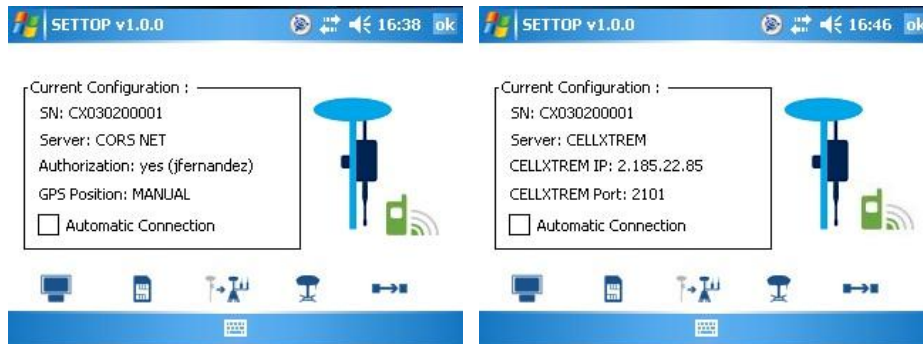 SETTOP v1.0.0
16:38 ok
Current Configuration :
SN: CX030200001
Server: CORS NET
Authorization: yes (jfernandez)
GPS Position: MANUAL
Automatic Connection
SETTOP v1.0.0
16:46 ok
Current Configuration :
SN: CX030200001
Server: CELLXTREM
CELLXTREM IP: 2.185.22.85
CELLXTREM Port: 2101
Automatic Connection